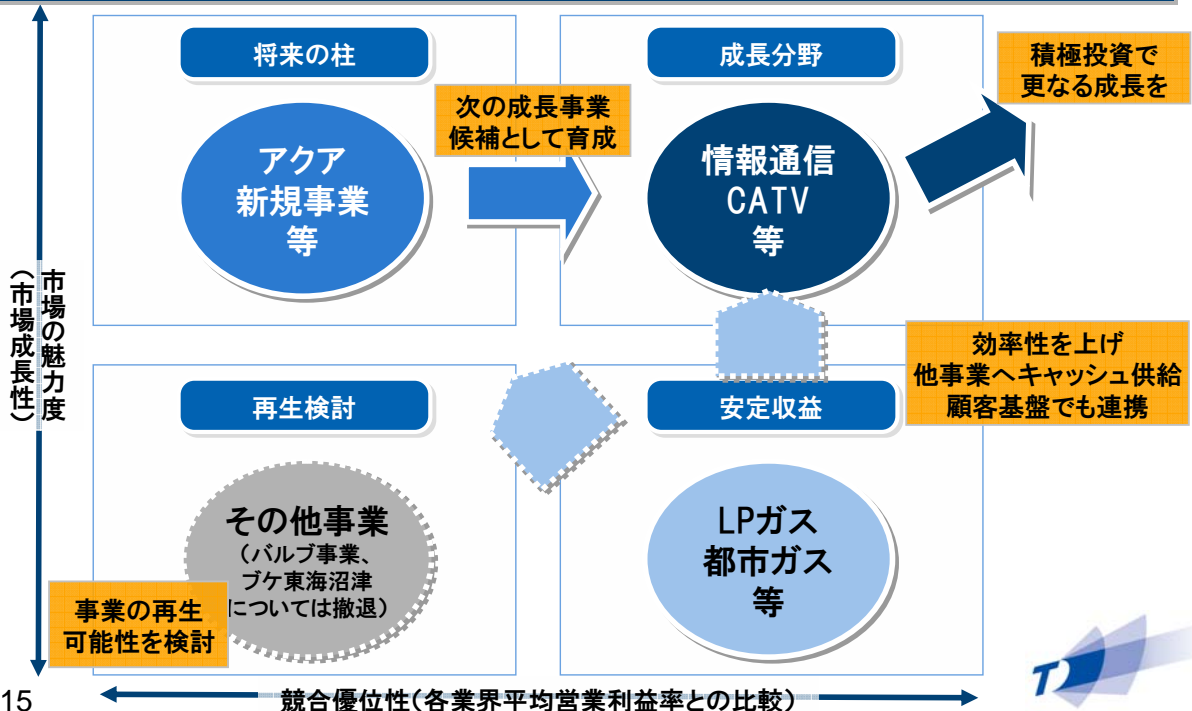 将来の柱
成長分野
積極投資で
更なる成長を
次の成長事業
候補として育成
アクア
新規事業
等
情報通信
CATV
等
市場の魅力度
（市場成長性）
効率性を上げ
他事業へキャッシュ供給
顧客基盤でも連携
再生検討
安定収益
その他事業
（バルブ事業、
ブケ東海沼津
については撤退）
LPガス
都市ガス
等
事業の再生
可能性を検討
15
競合優位性（各業界平均営業利益率との比較）